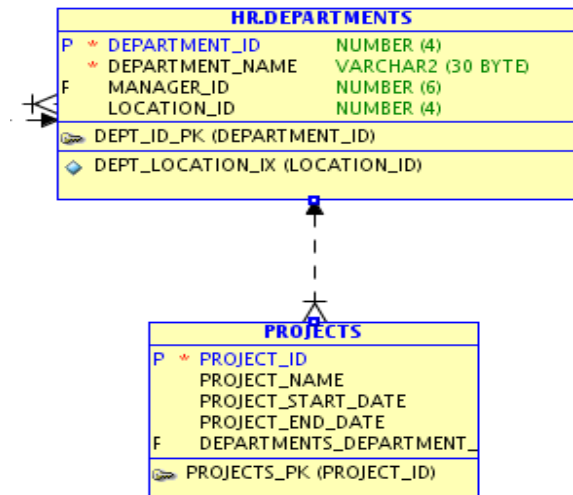 HR.DEPARTMENTS
P * DEPARTMENT_ID NUMBER (4)
* DEPARTMENT_NAME VARCHAR2 (30 BYTE)
F MANAGER_ID NUMBER (6)
LOCATION_ID NUMBER (4)
DEPT_ID_PK (DEPARTMENT_ID)
DEPT_LOCATION_IX (LOCATION_ID)
PROJECTS
P * PROJECT_ID
PROJECT_NAME
PROJECT_START_DATE
PROJECT_END_DATE
F DEPARTMENTS_DEPARTMENT_
PROJECTS_PK (PROJECT_ID)